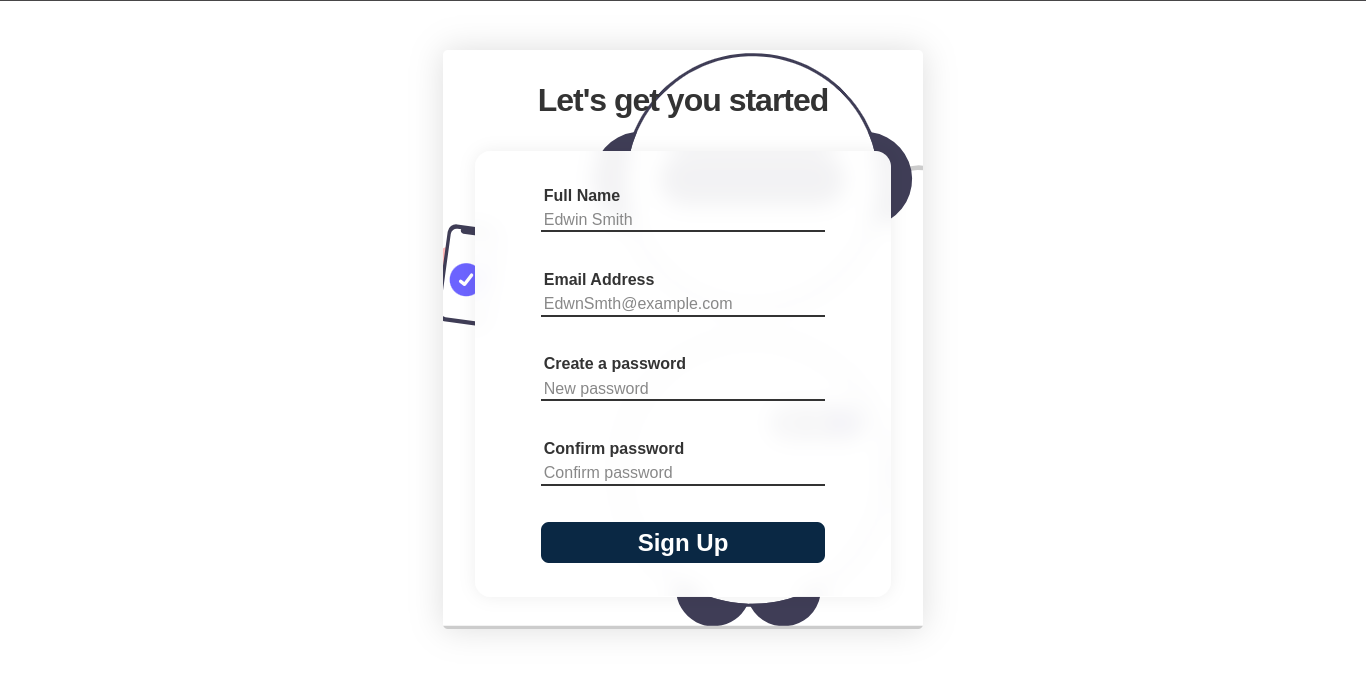 Let's get you started
Full Name
Edwin Smith
Email Address
EdwnSmth@example.com
Create a password
New password
Confirm password
Confirm password
Sign Up